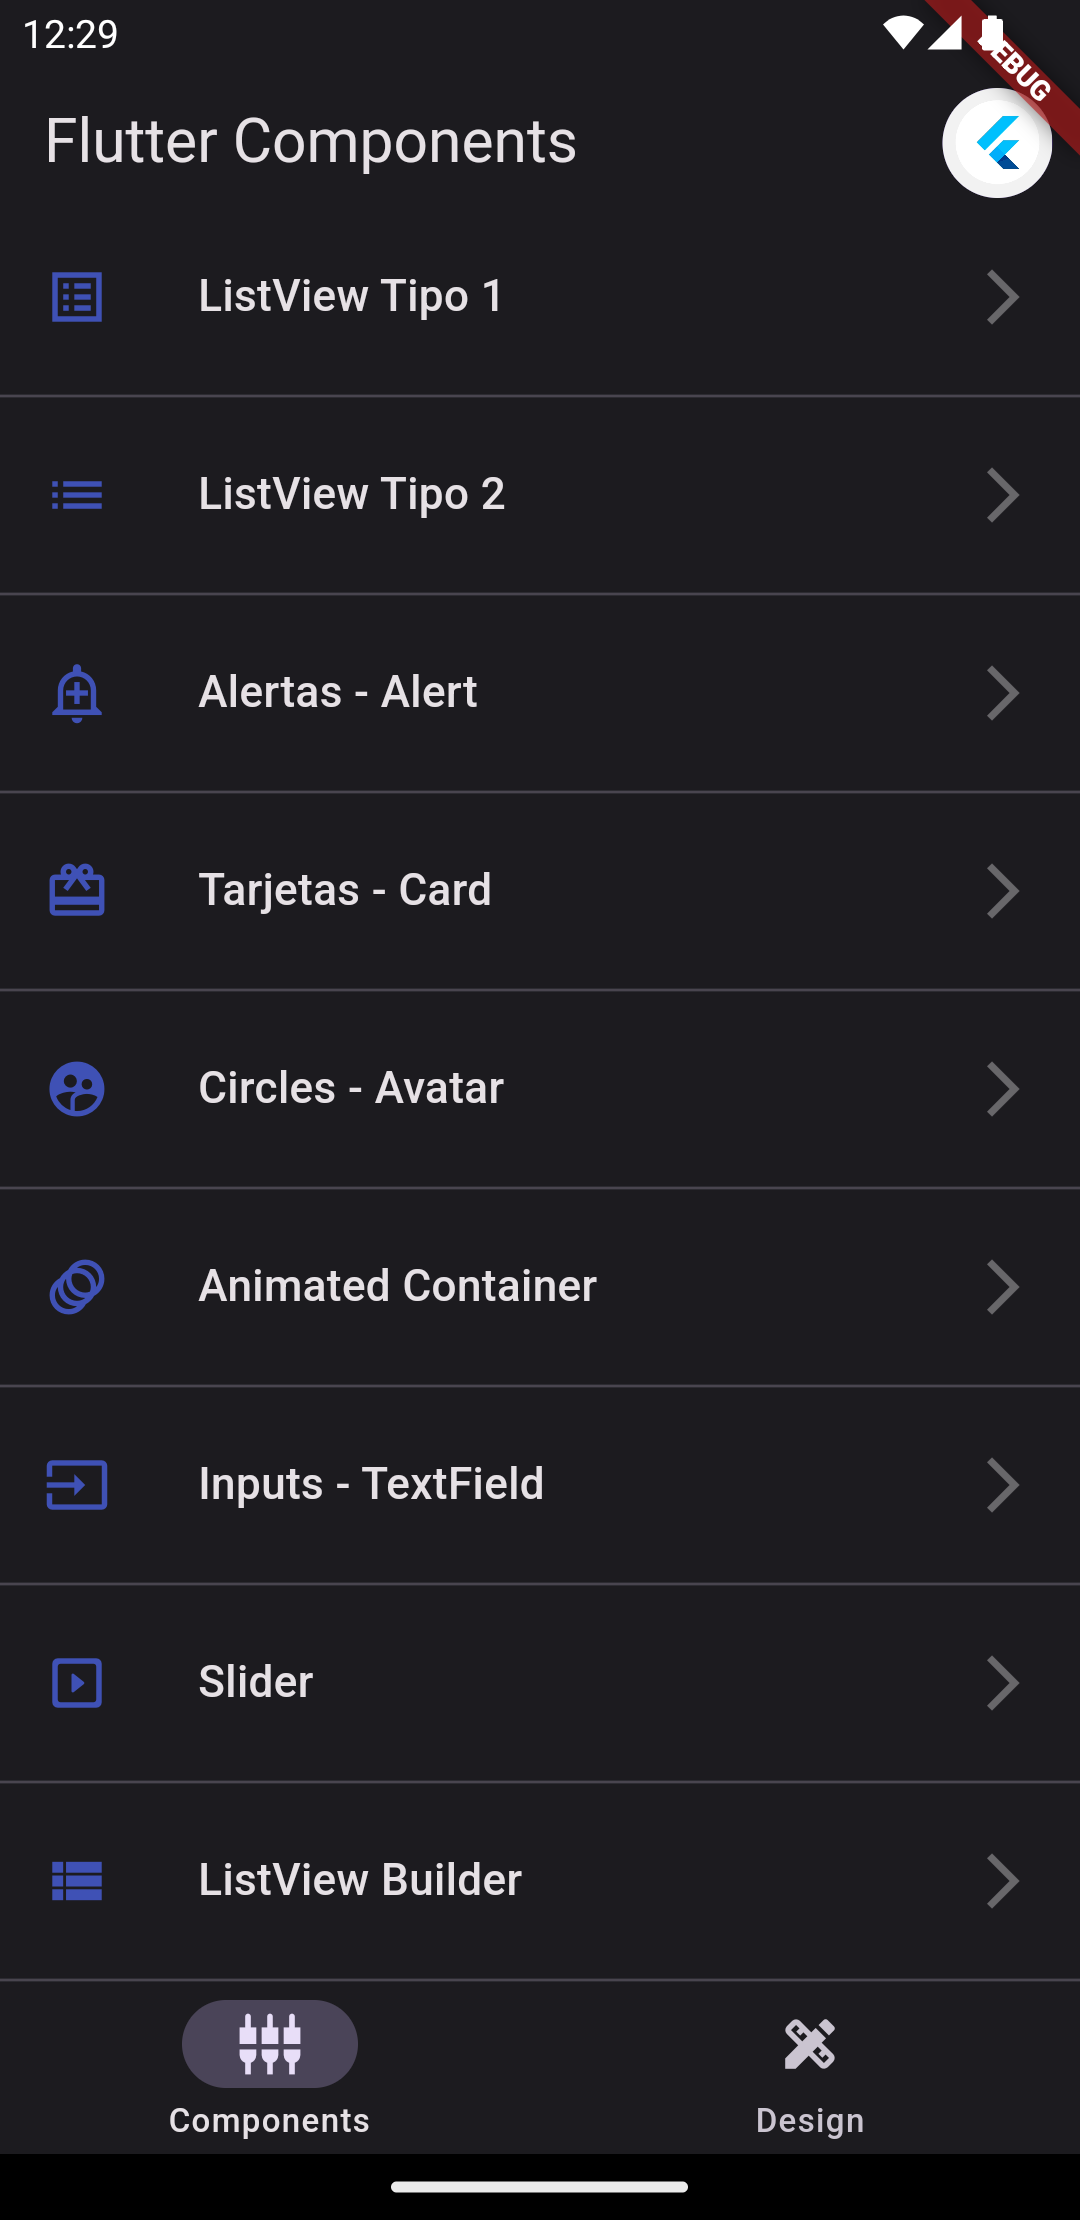 12:29
DEBUG
Flutter Components
ListView Tipo 1
ListView Tipo 2
Alertas - Alert
Tarjetas - Card
Circles - Avatar
Animated Container
Inputs - TextField
Slider
ListView Builder
Components
Design